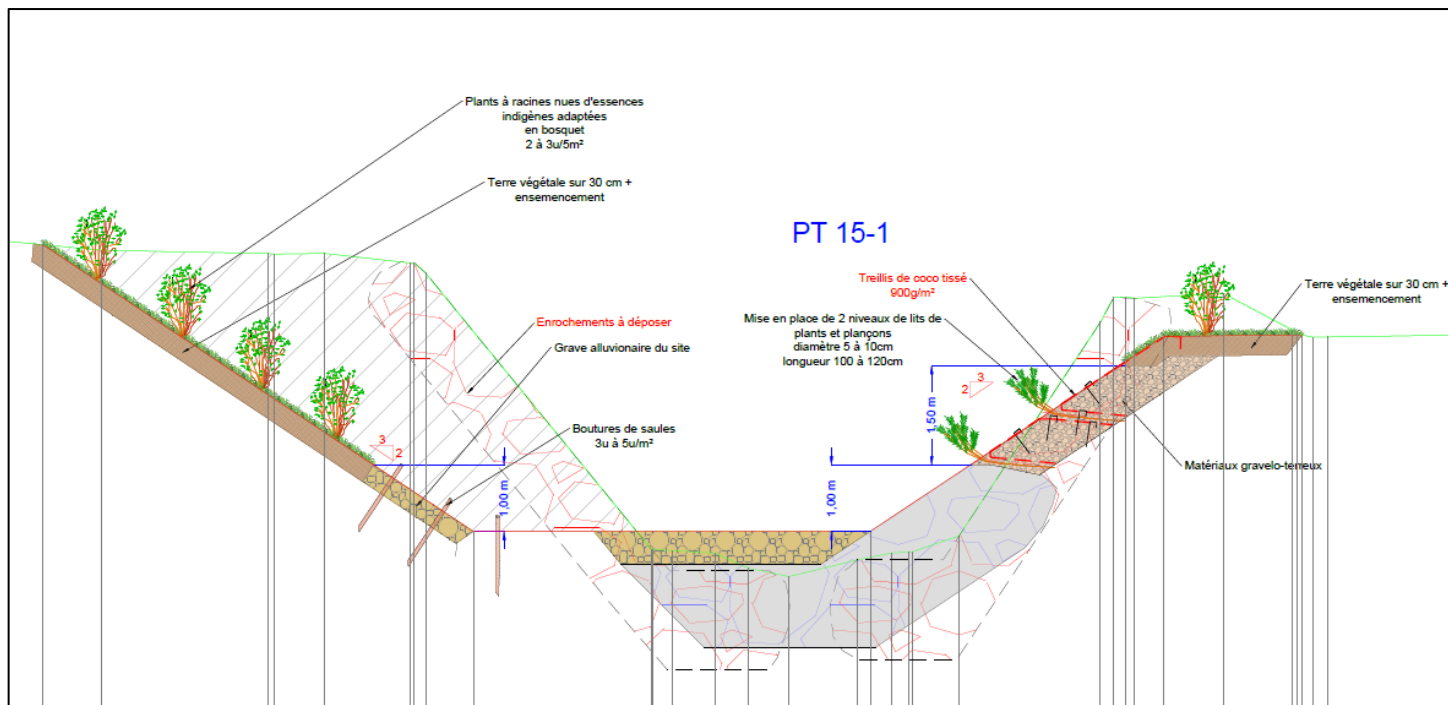 Plants à racines nues d'essences
indigènes adaptées
en bosquet
2 à 3u/5m²
Terre végétale sur 30 cm +
ensemencement
PT 15-1
Treillis de coco tissé
900g/m²
Terre végétale sur 30 cm +
ensemencement
Enrochements à déposer
Mise en place de 2 niveaux de lits de
plants et plançons
diamètre 5 à 10cm
longueur 100 à 120cm
Grave alluvionaire du site
3
2
1,50 m
Boutures de saules
3u à 5u/m²
3
2
Matériaux gravelo-terreux
1,00 m
1,00 m